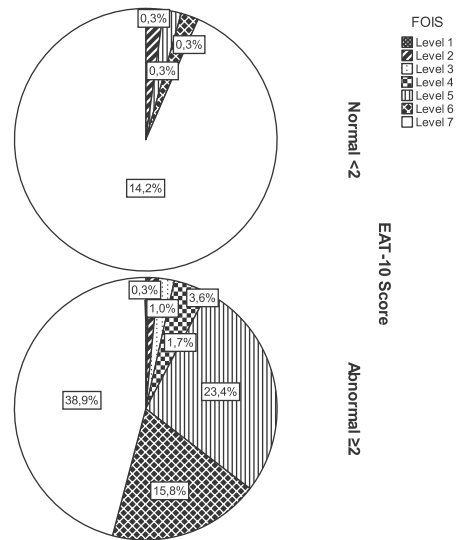 FOIS
Level 1
Level 2
Level 3
Level 4
Level 5
Level 6
Level 7
0,3%
0,3%
0,3%
14,2%
Normal <2
EAT-10 Score
0,3%
3,6%
1,0%
1,7%
38,9%
23,4%
15,8%
Abnormal ≥2